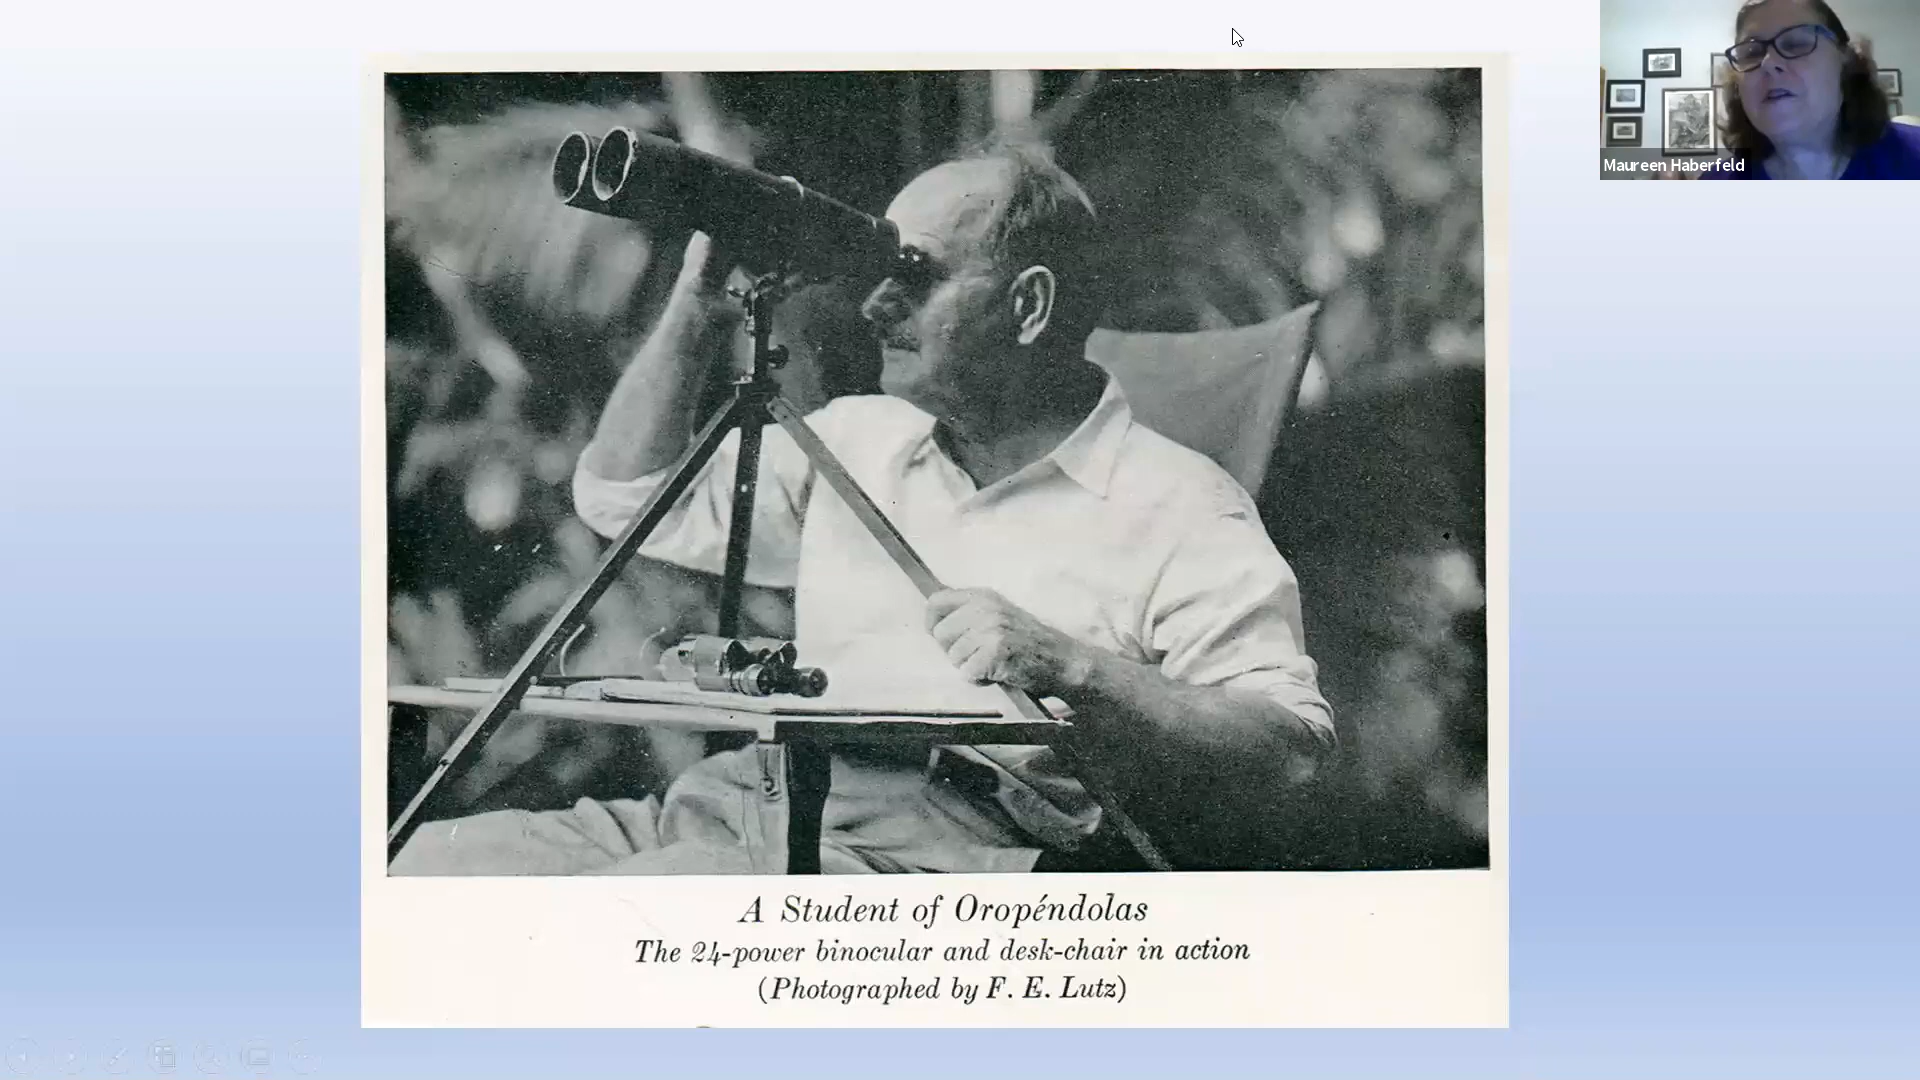 Maureen Haberfeld
A Student of Oropéndolas
The 24-power binocular and desk-chair in action
(Photographed by F. E. Lutz)